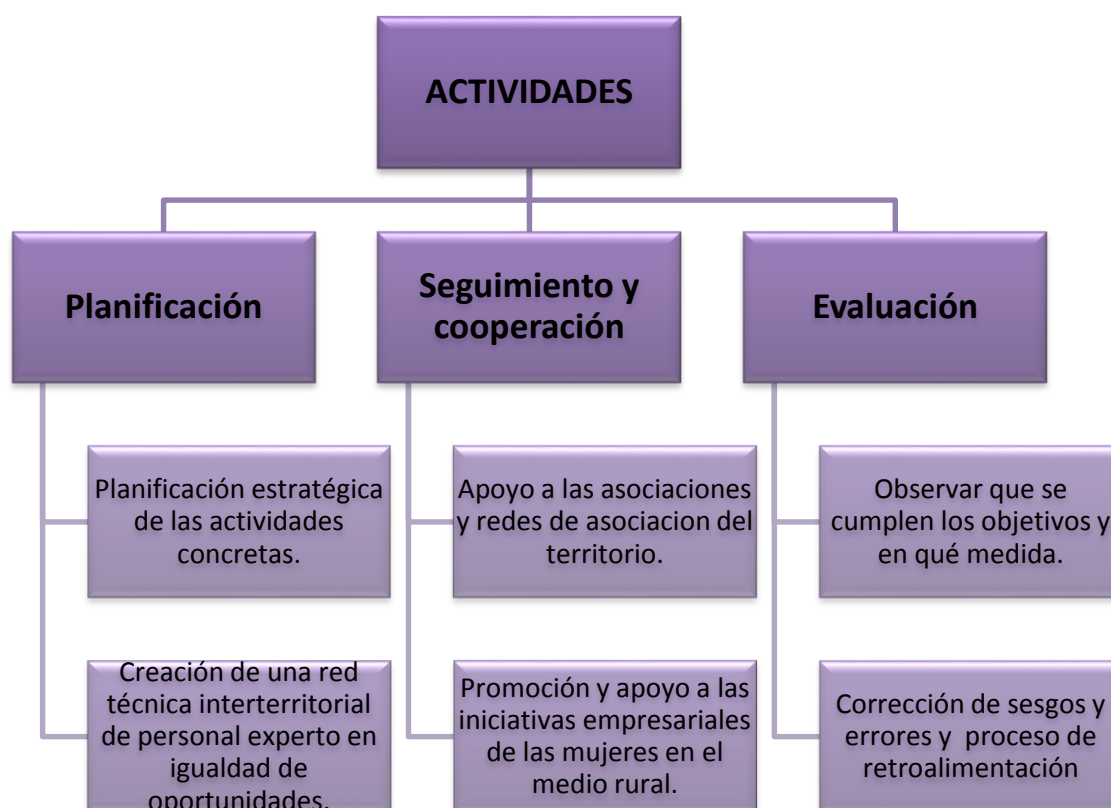 ACTIVIDADES
Planificación
Planificación estratégica
de las actividades
concretas.
Creación de una red
técnica interterritorial
de personal experto en
igualdad de
oportunidades.
Seguimiento y
cooperación
Apoyo a las asociaciones
y redes de asociacion del
territorio.
Promoción y apoyo a las
iniciativas empresariales
de las mujeres en el
medio rural.
Evaluación
Observar que se
cumplen los objetivos y
en qué medida.
Corrección de sesgos y
errores y  proceso de
retroalimentación